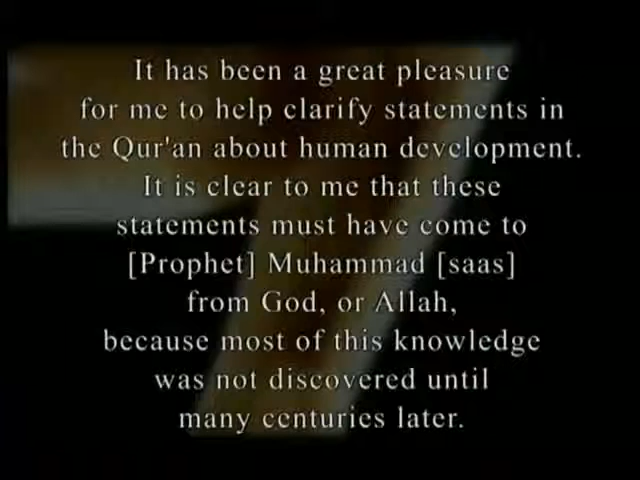 It has been a great pleasure
for me to help clarify statements in
the Qur'an about human development.
It is clear to me that these
statements must have come to
[Prophet] Muhammad [saas]
from God, or Allah,
because most of this knowledge
was not discovered until
many centuries later.